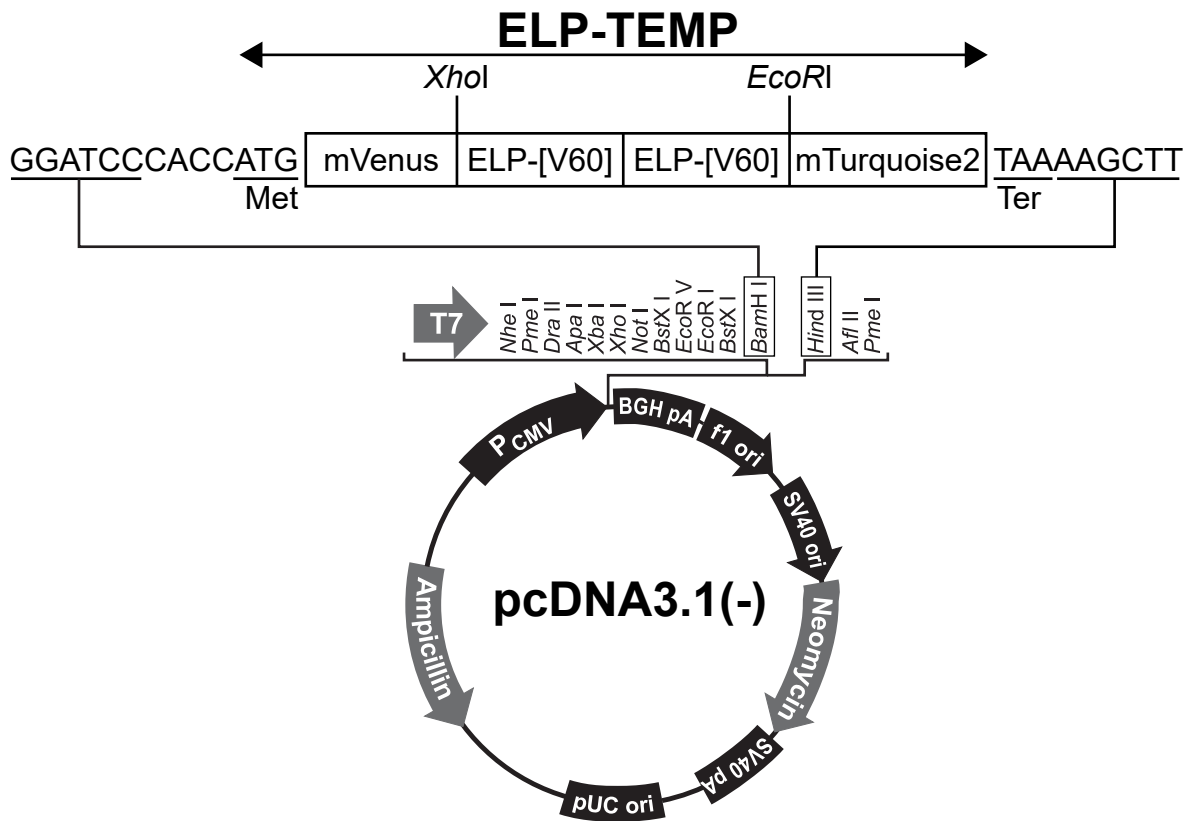 ELP-TEMP
XhoI EcoRI
GGATCCCACCATG mVenus ELP-[V60] ELP-[V60] mTurquoise2 TAAAAGCTT
Met Ter
T7
Nhe I
Pme I
Dra II
Apa I
Xba I
Xho I
Not I
BstX I
EcoR V
EcoR I
BstX I
BamH I
Hind III
Afl II
Pme I
PCMV
BGH pA
f1 ori
SV40 ori
Neomycin
SV40 pA
pUC ori
Ampicillin
pcDNA3.1(-)